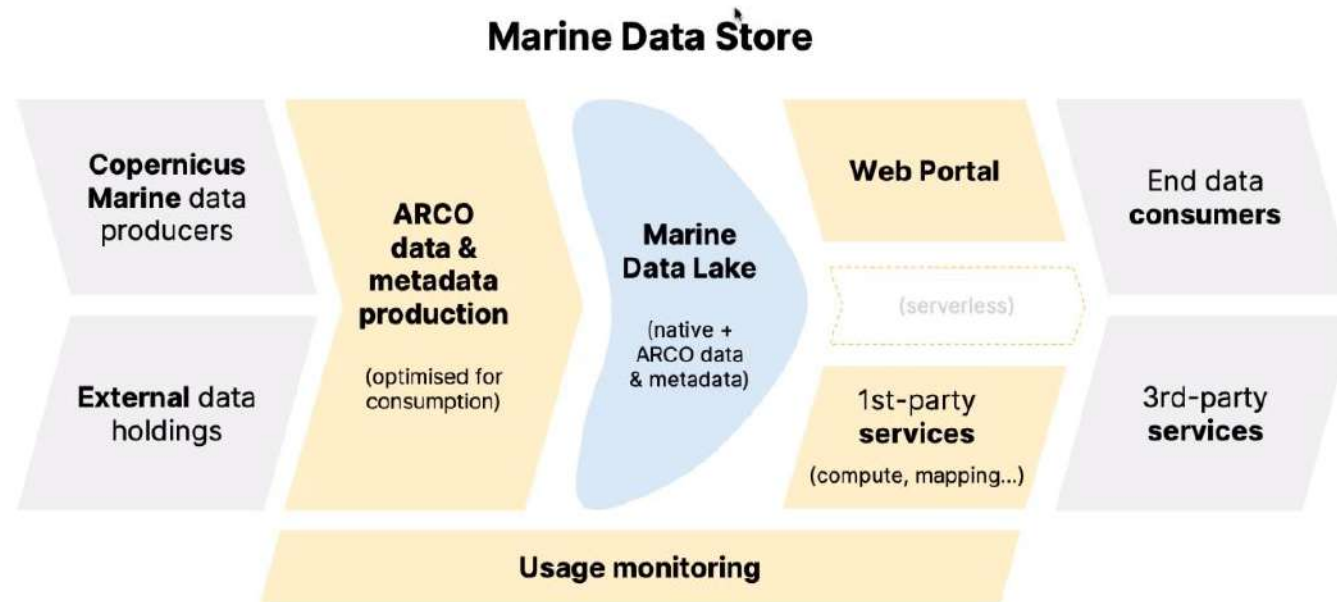 Marine Data Store
Copernicus
Marine data
producers
External data
holdings
ARCO
data &
metadata
production
(optimised for
consumption)
Marine
Data Lake
(native +
ARCO data
& metadata)
Web Portal
(serverless)
1st-party
services
(compute, mapping...)
End data
consumers
3rd-party
services
Usage monitoring